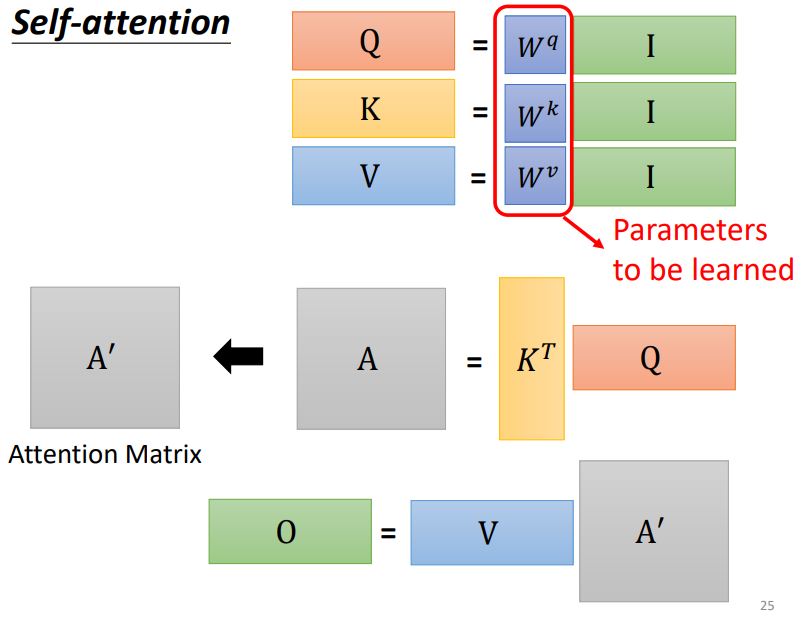 Self-attention
Q = W^q I
K = W^k I
V = W^v I
Parameters
to be learned
A′ A = K^T Q
Attention Matrix
O = V A′
25